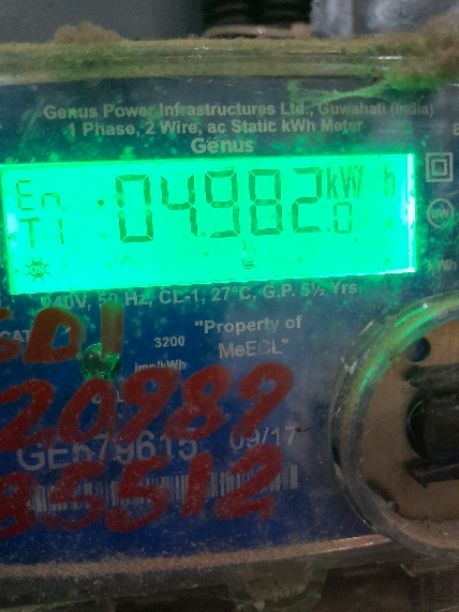 Genus Power Infrastructures Ltd., Guwahati (India)
1 Phase, 2 Wire, ac Static kWh Meter
Genus
En 04982.0 kW h
T1
240V, 50 HZ, CL-1, 27°C, G.P. 5½ Yrs.
3200 "Property of
imp/kWh MeECL"
SD1
20989
GE679615 09/17
85512